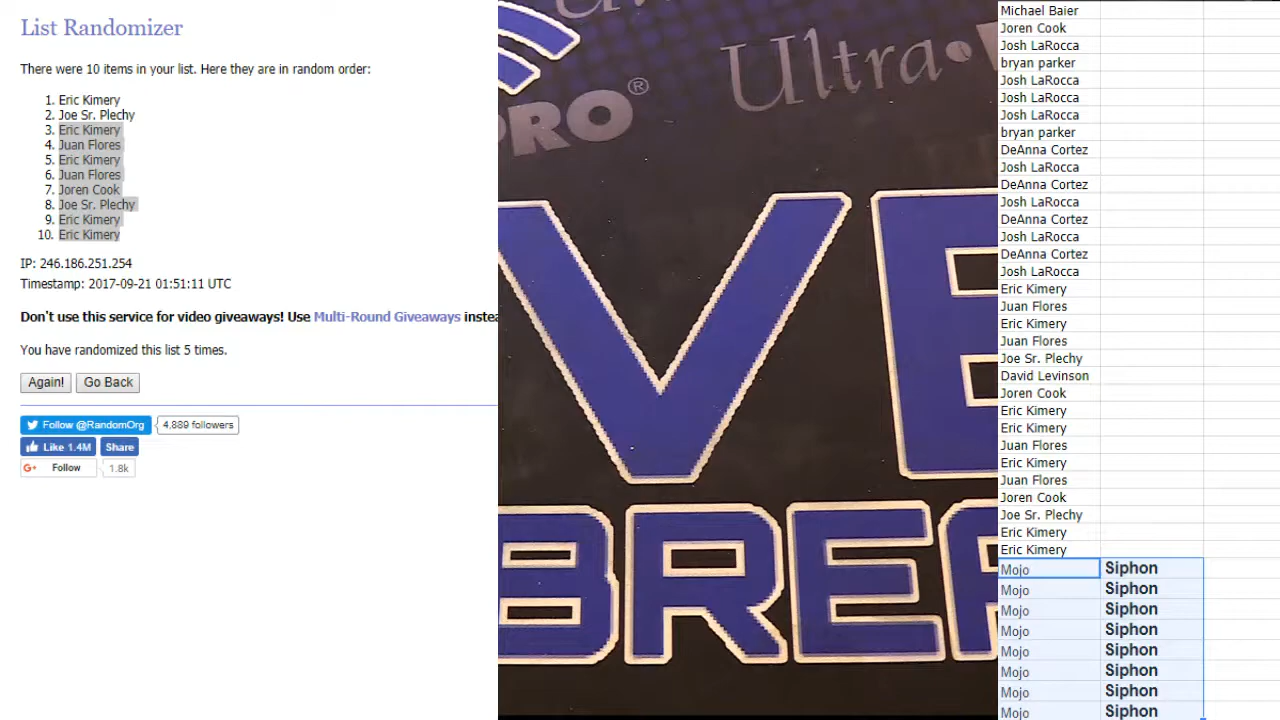 List Randomizer
There were 10 items in your list. Here they are in random order:
1. Eric Kimery
2. Joe Sr. Plechy
3. Eric Kimery
4. Juan Flores
5. Eric Kimery
6. Juan Flores
7. Joren Cook
8. Joe Sr. Plechy
9. Eric Kimery
10. Eric Kimery
IP: 246.186.251.254
Timestamp: 2017-09-21 01:51:11 UTC
Don't use this service for video giveaways! Use Multi-Round Giveaways instea
You have randomized this list 5 times.
Again! Go Back
Follow @RandomOrg 4,889 followers
Like 1.4M Share
Follow 1.8k
Ultra
PRO®
VE
BREA
Michael Baier
Joren Cook
Josh LaRocca
bryan parker
Josh LaRocca
Josh LaRocca
Josh LaRocca
bryan parker
DeAnna Cortez
Josh LaRocca
DeAnna Cortez
Josh LaRocca
DeAnna Cortez
Josh LaRocca
DeAnna Cortez
Josh LaRocca
Eric Kimery
Juan Flores
Eric Kimery
Juan Flores
Joe Sr. Plechy
David Levinson
Joren Cook
Eric Kimery
Eric Kimery
Juan Flores
Eric Kimery
Juan Flores
Joren Cook
Joe Sr. Plechy
Eric Kimery
Eric Kimery
Mojo Siphon
Mojo Siphon
Mojo Siphon
Mojo Siphon
Mojo Siphon
Mojo Siphon
Mojo Siphon
Mojo Siphon